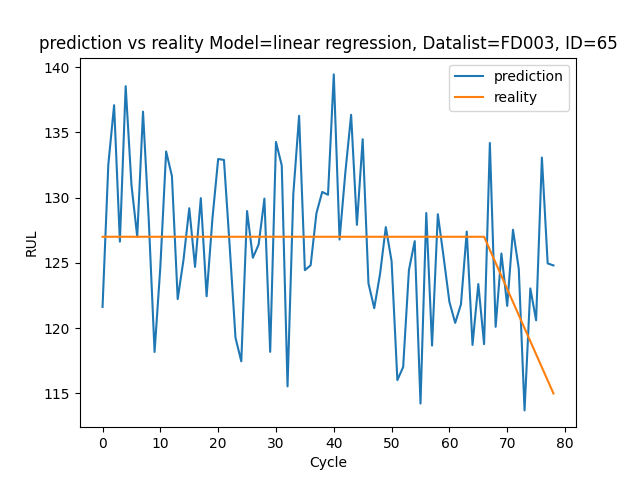 prediction vs reality Model=linear regression, Datalist=FD003, ID=65
prediction
reality
RUL
140
135
130
125
120
115
0 10 20 30 40 50 60 70 80
Cycle